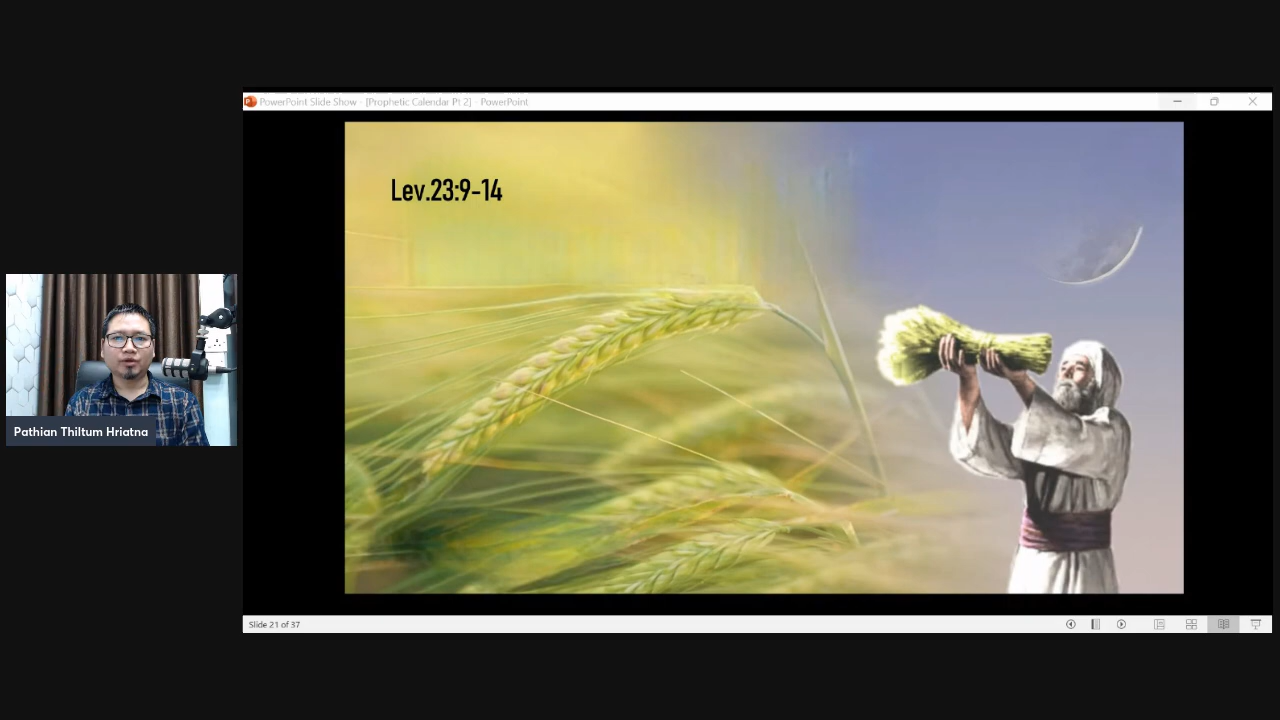 PowerPoint Slide Show - [Prophetic Calendar Pt 2] - PowerPoint
Lev.23:9-14
Pathian Thiltum Hriatna
Slide 21 of 37